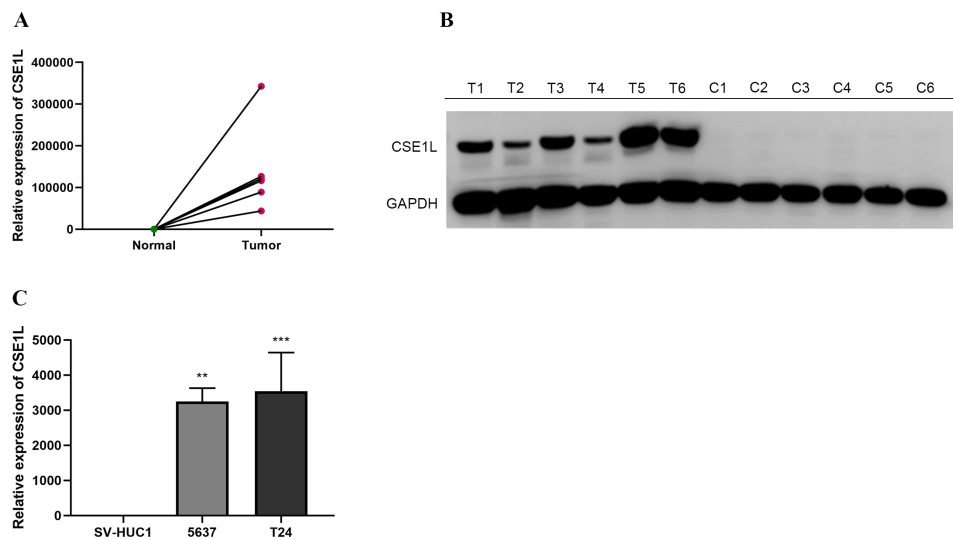 A
Relative expression of CSE1L
400000
300000
200000
100000
0
Normal Tumor
B
T1 T2 T3 T4 T5 T6 C1 C2 C3 C4 C5 C6
CSE1L
GAPDH
C
Relative expression of CSE1L
5000
4000
3000
2000
1000
0
** ***
SV-HUC1 5637 T24